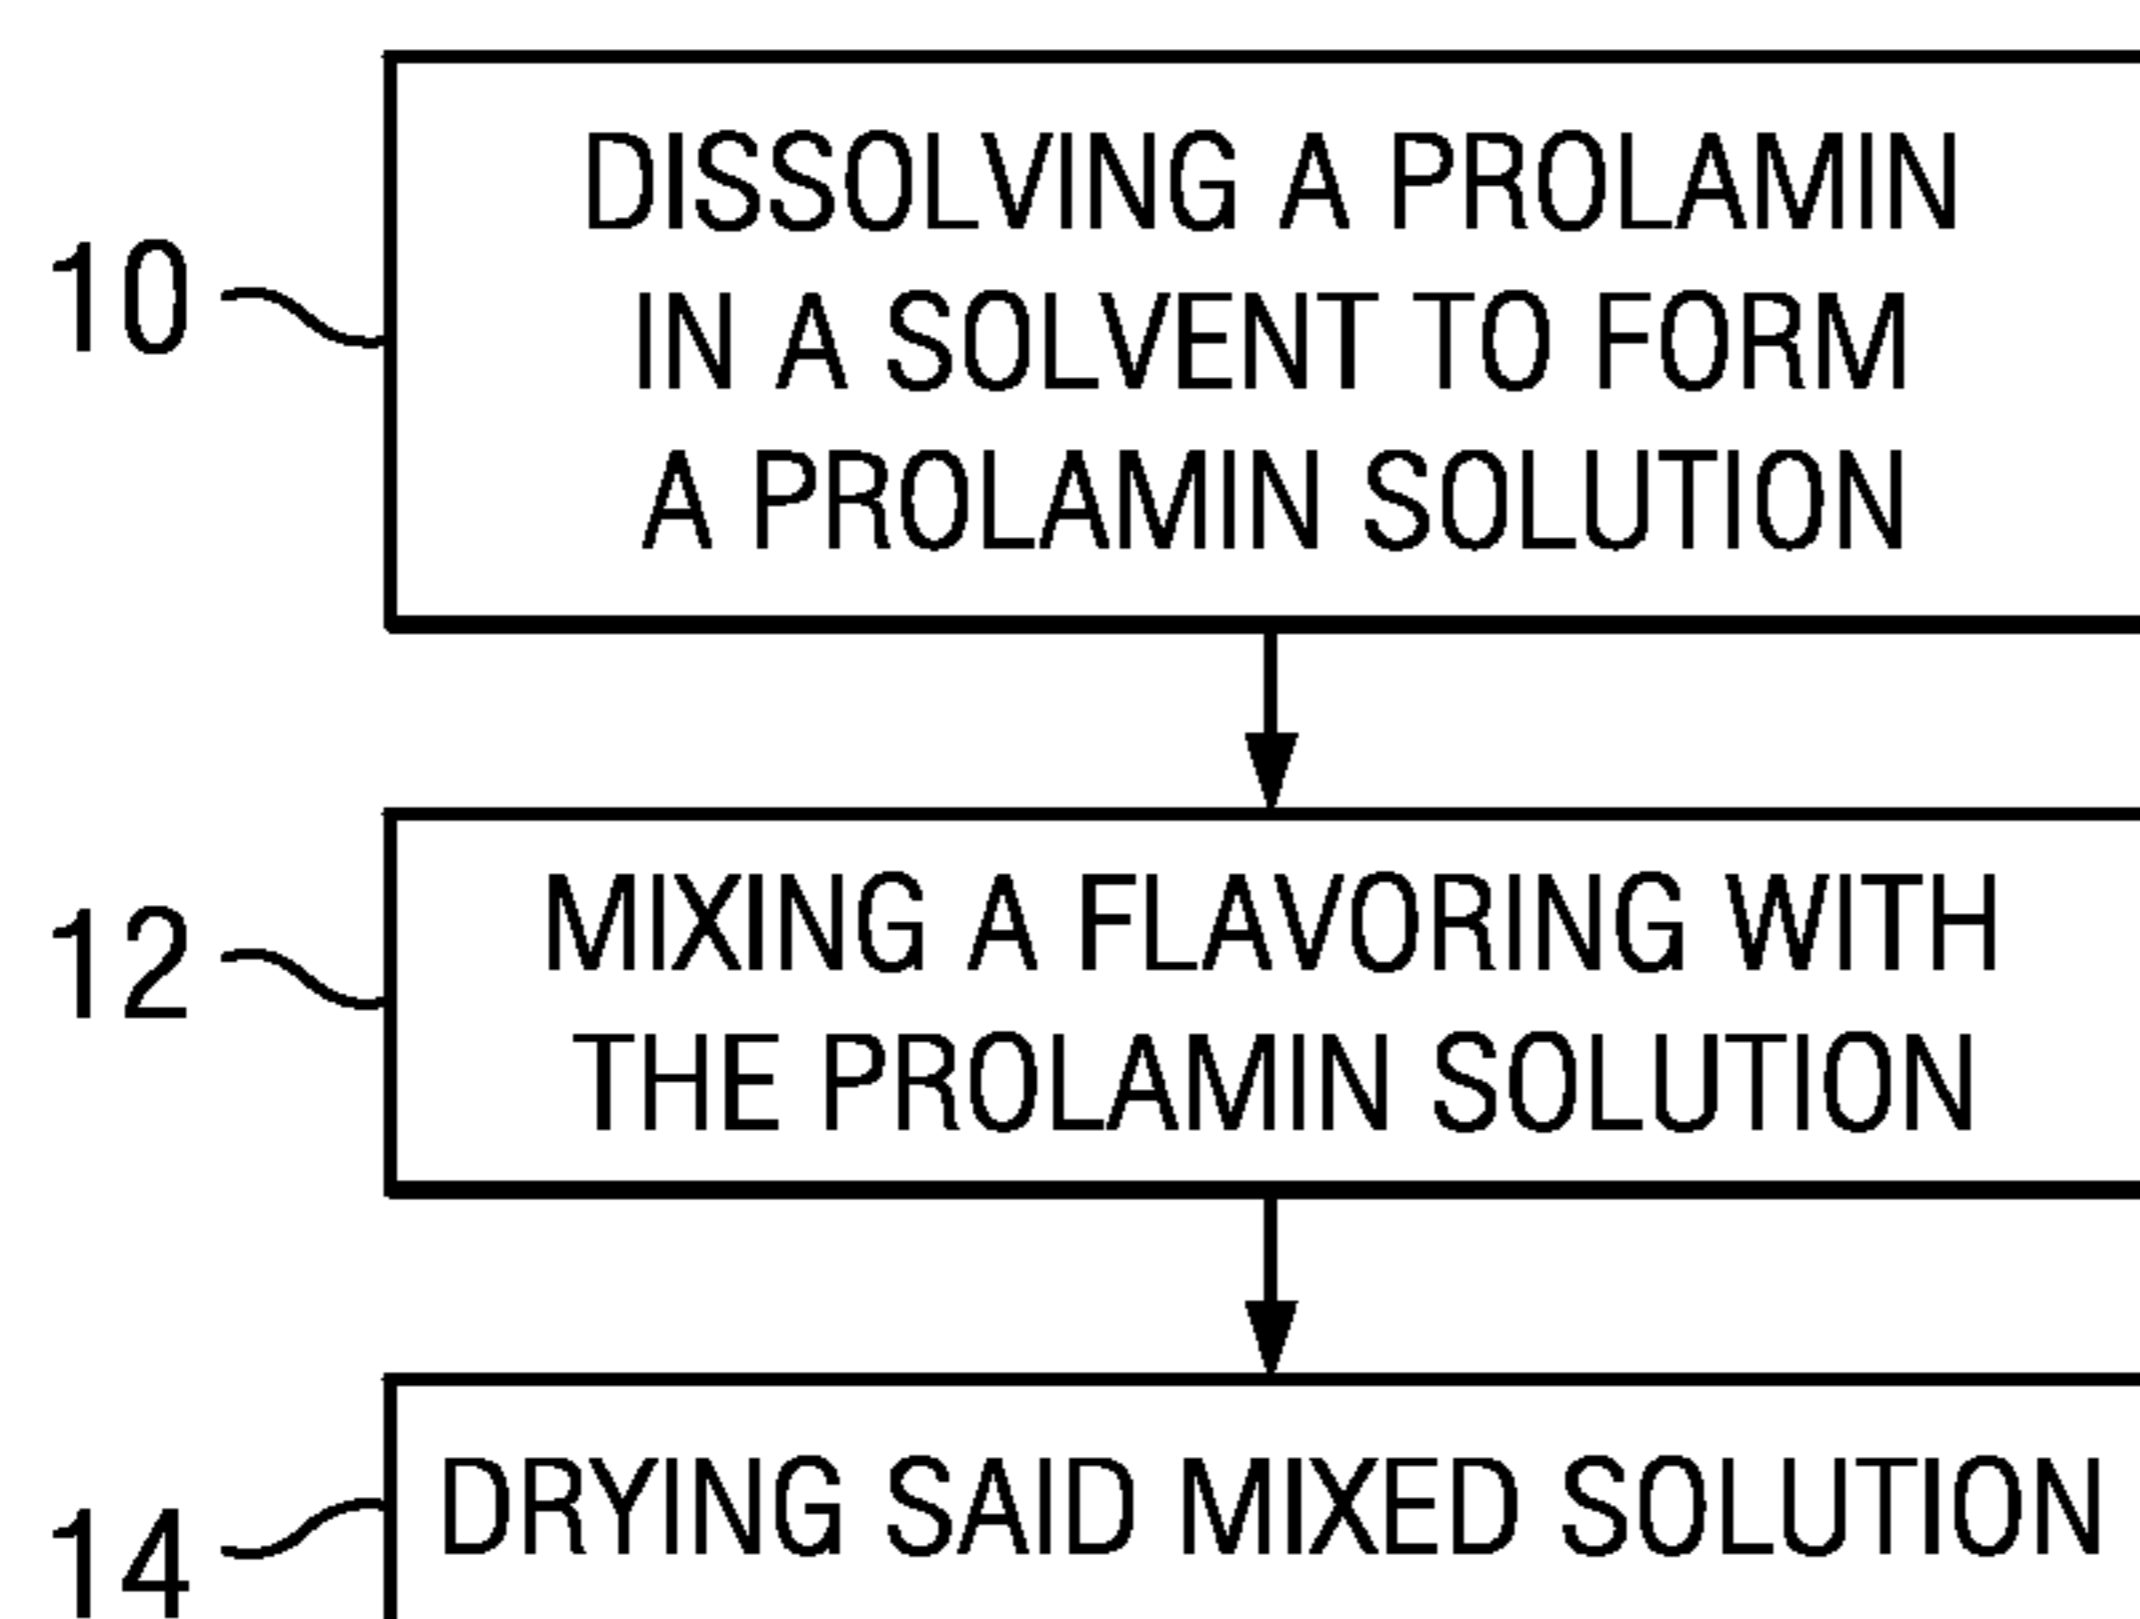 10
DISSOLVING A PROLAMIN
IN A SOLVENT TO FORM
A PROLAMIN SOLUTION
12
MIXING A FLAVORING WITH
THE PROLAMIN SOLUTION
14
DRYING SAID MIXED SOLUTION